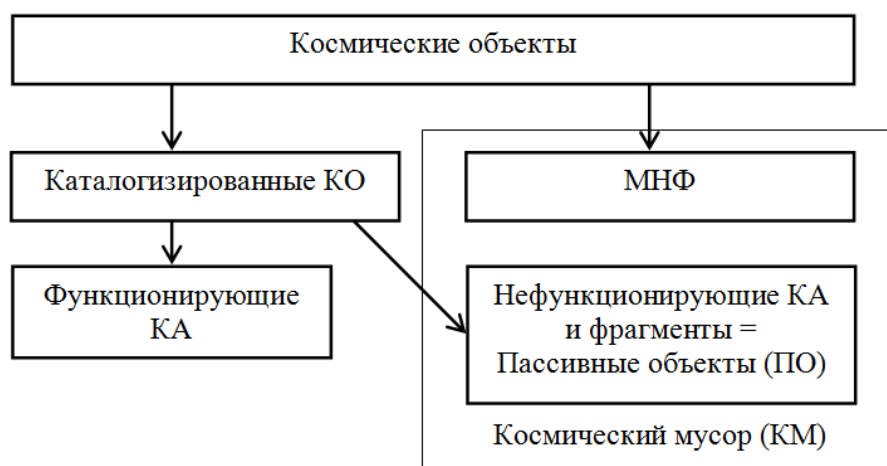 Космические объекты
Каталогизированные КО
МНФ
Функционирующие
КА
Нефункционирующие КА
и фрагменты =
Пассивные объекты (ПО)
Космический мусор (КМ)